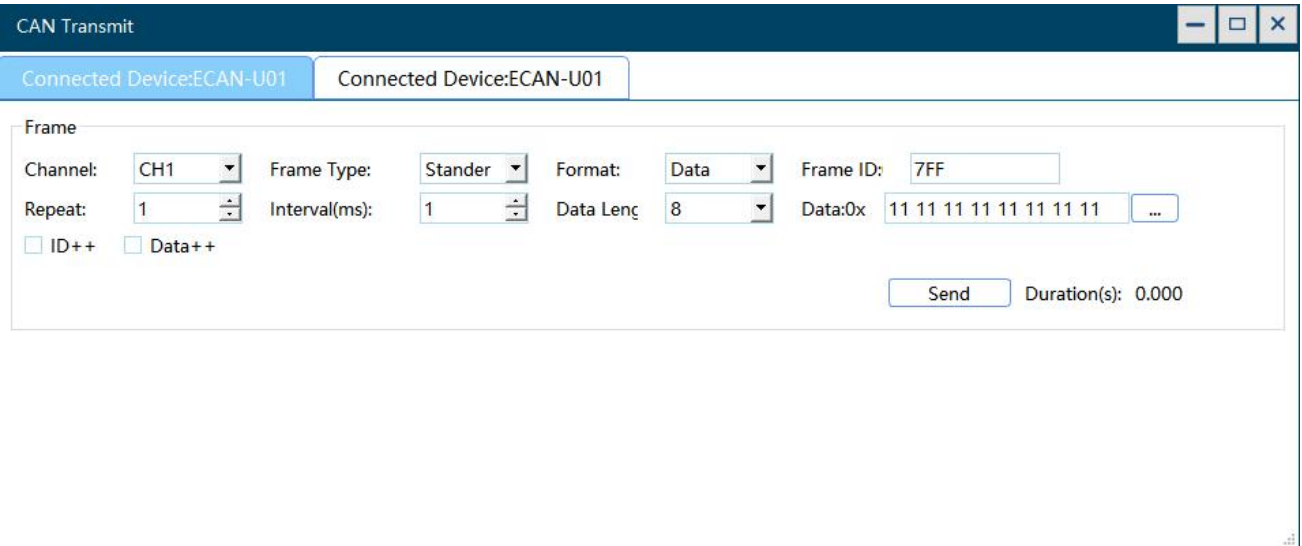 CAN Transmit
Connected Device:ECAN-U01 Connected Device:ECAN-U01
Frame
Channel: CH1 Frame Type: Stander Format: Data Frame ID: 7FF
Repeat: 1 Interval(ms): 1 Data Leng 8 Data:0x 11 11 11 11 11 11 11 11 ...
ID++ Data++
Send Duration(s): 0.000